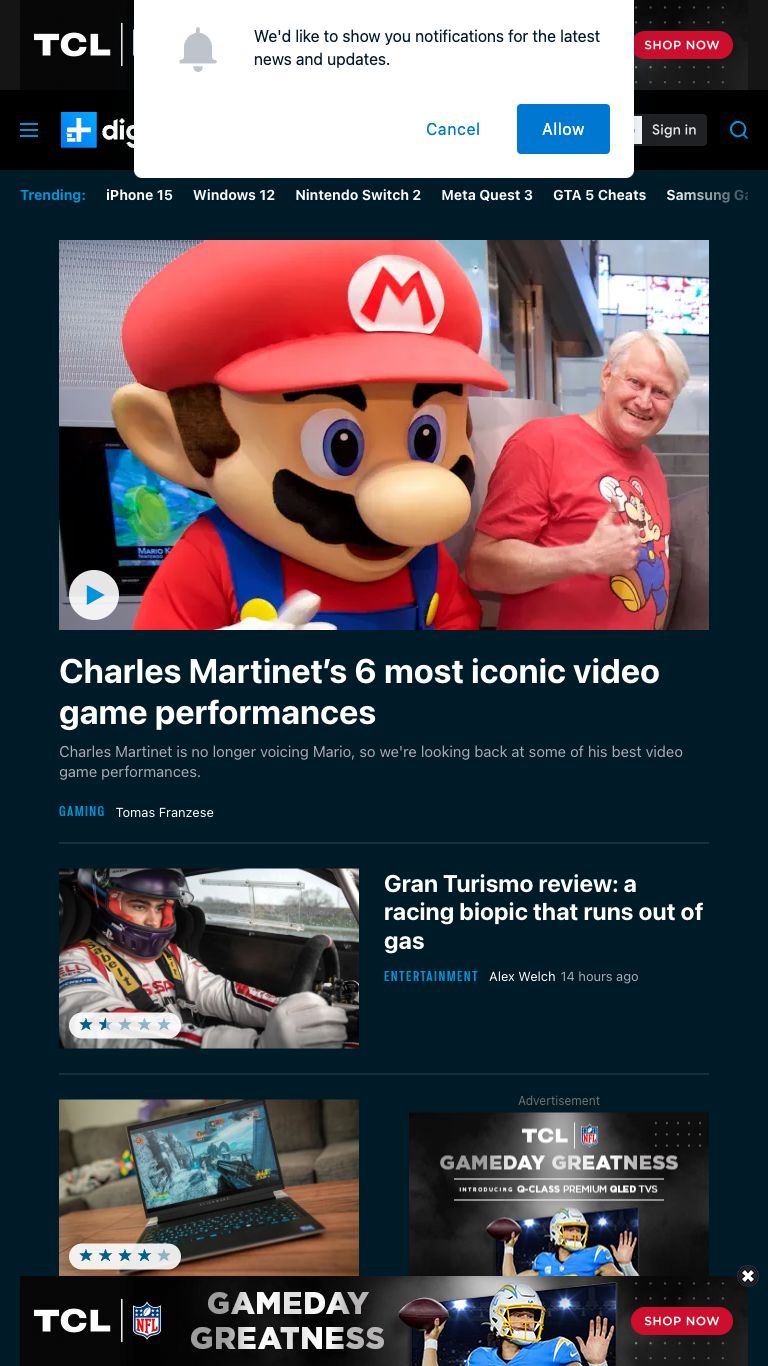 TCL
We'd like to show you notifications for the latest
news and updates.
Cancel
Allow
SHOP NOW
dig
Sign in
Trending:
iPhone 15
Windows 12
Nintendo Switch 2
Meta Quest 3
GTA 5 Cheats
Samsung Ga
M
MARIO K
Charles Martinet’s 6 most iconic video
game performances
Charles Martinet is no longer voicing Mario, so we're looking back at some of his best video
game performances.
GAMING
Tomas Franzese
Gran Turismo review: a
racing biopic that runs out of
gas
ENTERTAINMENT
Alex Welch 14 hours ago
Advertisement
TCL NFL
GAMEDAY GREATNESS
INTRODUCING Q-CLASS PREMIUM QLED TVS
TCL NFL
GAMEDAY
GREATNESS
SHOP NOW